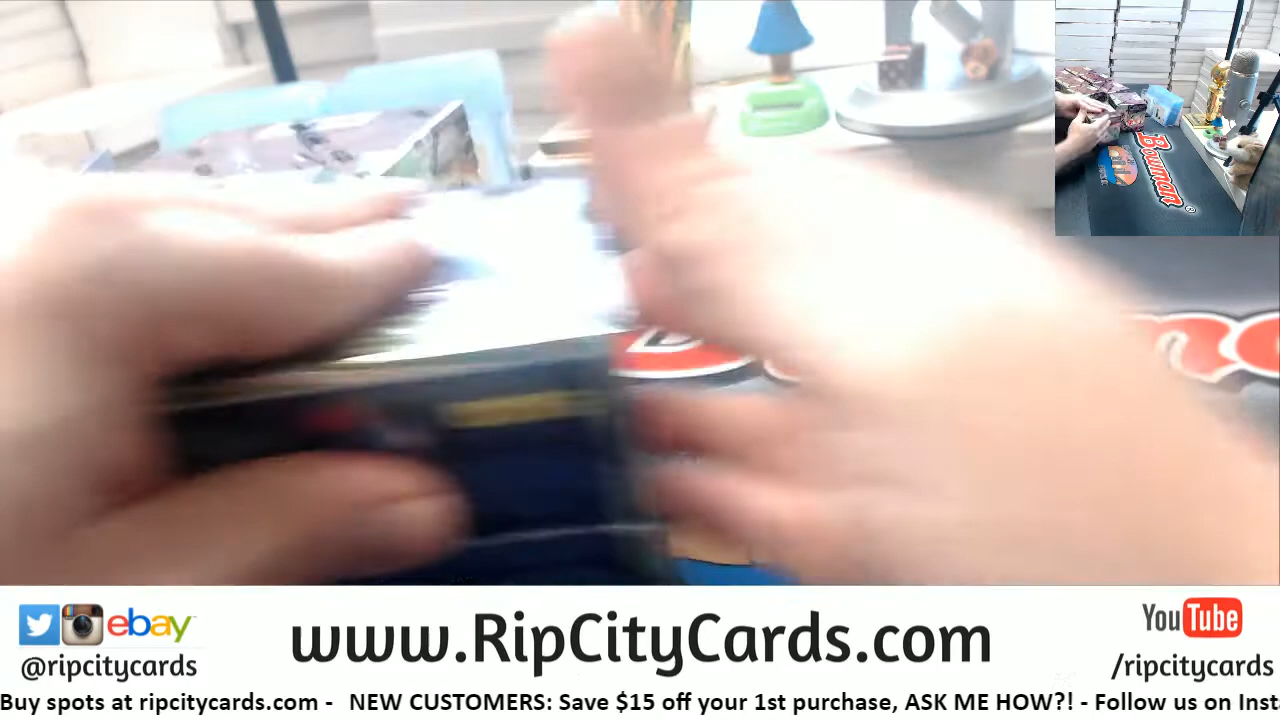 Bowman
ebay
@ripcitycards
www.RipCityCards.com
YouTube
/ripcitycards
Buy spots at ripcitycards.com - NEW CUSTOMERS: Save $15 off your 1st purchase, ASK ME HOW?! - Follow us on Inst